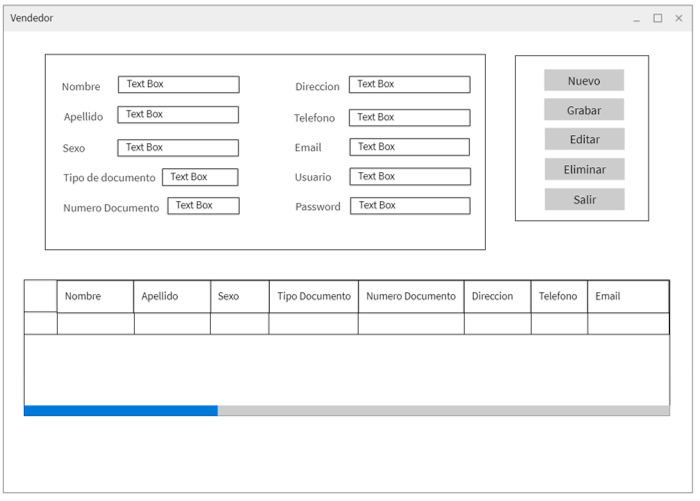 Vendedor
Nombre Text Box Direccion Text Box
Apellido Text Box Telefono Text Box
Sexo Text Box Email Text Box
Tipo de documento Text Box Usuario Text Box
Numero Documento Text Box Password Text Box
Nuevo
Grabar
Editar
Eliminar
Salir
Nombre Apellido Sexo Tipo Documento Numero Documento Direccion Telefono Email